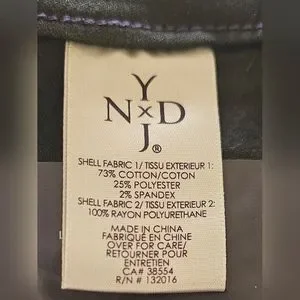 Y
N x D
J®
SHELL FABRIC 1/ TISSU EXTERIEUR 1:
73% COTTON/COTON
25% POLYESTER
2% SPANDEX
SHELL FABRIC 2/ TISSU EXTERIEUR 2:
100% RAYON POLYURETHANE
MADE IN CHINA
FABRIQUÉ EN CHINE
OVER FOR CARE/
RETOURNER POUR
ENTRETIEN
CA# 38554
R/N # 132016